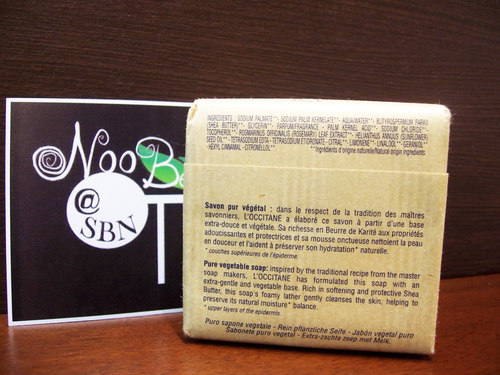 Noo Be
@
SBN
T
INGREDIENTS : SODIUM PALMATE** - SODIUM PALM KERNELATE** - AQUA/WATER** - BUTYROSPERMUM PARKII
(SHEA BUTTER)** - GLYCERIN** - PARFUM/FRAGRANCE - PALM KERNEL ACID** - SODIUM CHLORIDE** -
TOCOPHEROL** - ROSMARINUS OFFICINALIS (ROSEMARY) LEAF EXTRACT** - HELIANTHUS ANNUUS (SUNFLOWER)
SEED OIL** - TETRASODIUM EDTA - TETRASODIUM ETIDRONATE - CITRAL** - LIMONENE** - LINALOOL** - GERANIOL**
- HEXYL CINNAMAL - CITRONELLOL** **Ingrédients d'origine naturelle/Natural origin ingredients
Savon pur végétal : dans le respect de la tradition des maîtres
savonniers, L'OCCITANE a élaboré ce savon à partir d'une base
extra-douce et végétale. Sa richesse en Beurre de Karité aux propriétés
adoucissantes et protectrices et sa mousse onctueuse nettoient la peau
en douceur et l'aident à préserver son hydratation* naturelle.
* couches supérieures de l'épiderme
Pure vegetable soap: inspired by the traditional recipe from the master
soap makers, L'OCCITANE has formulated this soap with an
extra-gentle and vegetable base. Rich in softening and protective Shea
Butter, this soap's foamy lather gently cleanses the skin, helping to
preserve its natural moisture* balance.
* upper layers of the epidermis.
Puro sapone vegetale - Rein pflanzliche Seife - Jabón vegetal puro
Sabonete puro vegetal - Extra-zachte zeep met Melk.